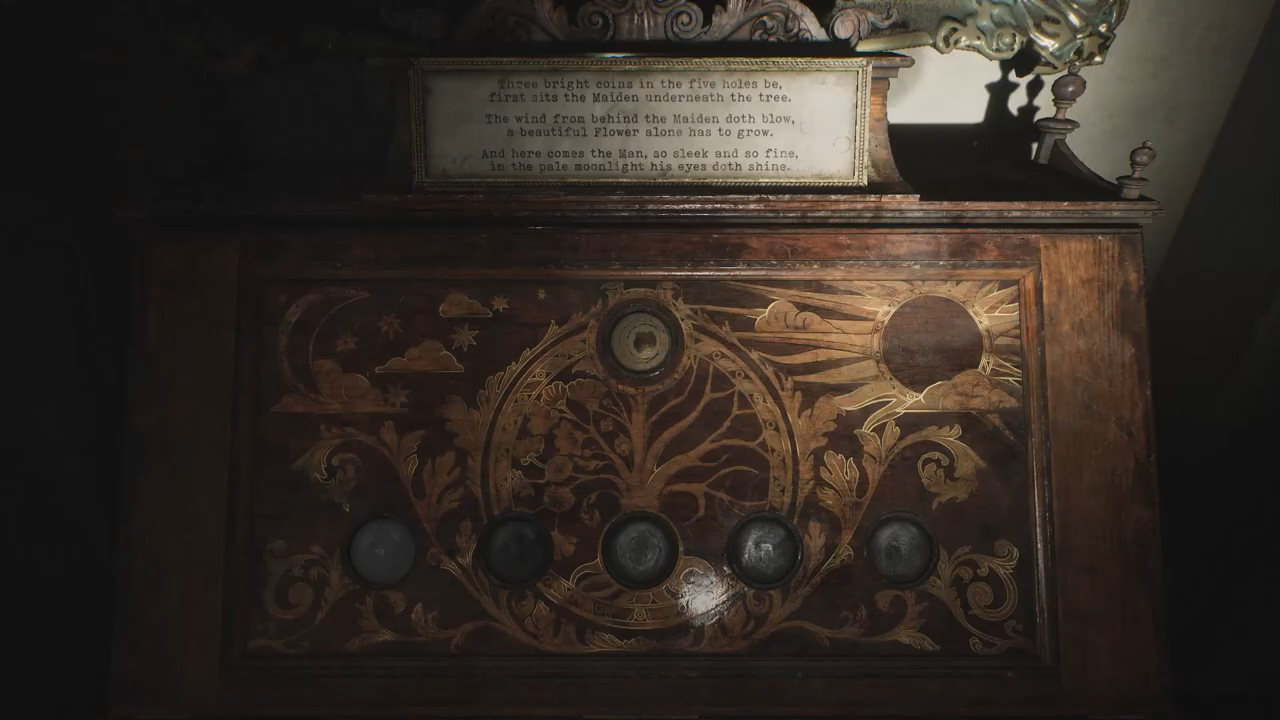 Three bright coins in the five holes be,
first sits the Maiden underneath the tree.
The wind from behind the Maiden doth blow,
a beautiful Flower alone has to grow.
And here comes the Man, so sleek and so fine,
in the pale moonlight his eyes doth shine.